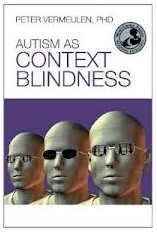 PETER VERMEULEN, PHD
AUTISM AS
CONTEXT
BLINDNESS